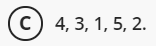 C 4, 3, 1, 5, 2.